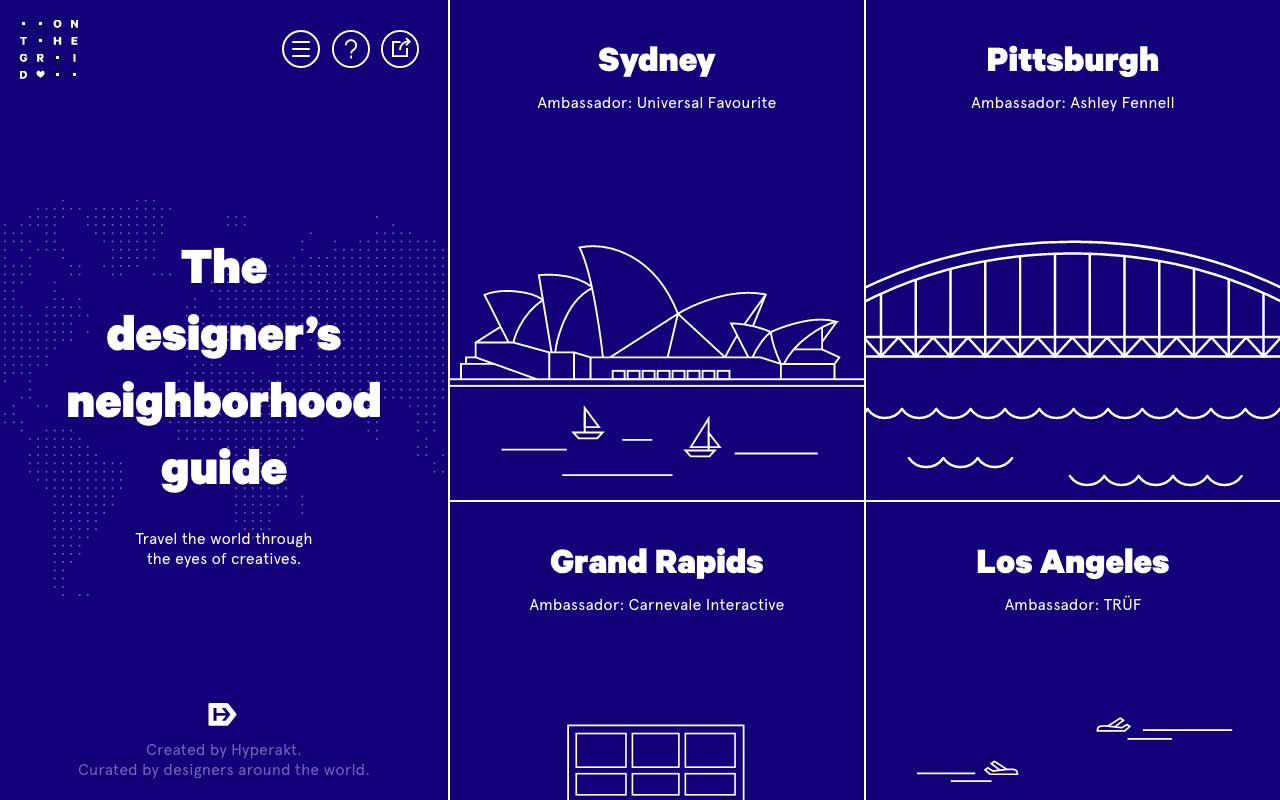 · · O N
T · H E
G R · I
D ♥ · ·
The
designer’s
neighborhood
guide
Travel the world through
the eyes of creatives.
Created by Hyperakt.
Curated by designers around the world.
Sydney
Ambassador: Universal Favourite
Pittsburgh
Ambassador: Ashley Fennell
Grand Rapids
Ambassador: Carnevale Interactive
Los Angeles
Ambassador: TRÜF